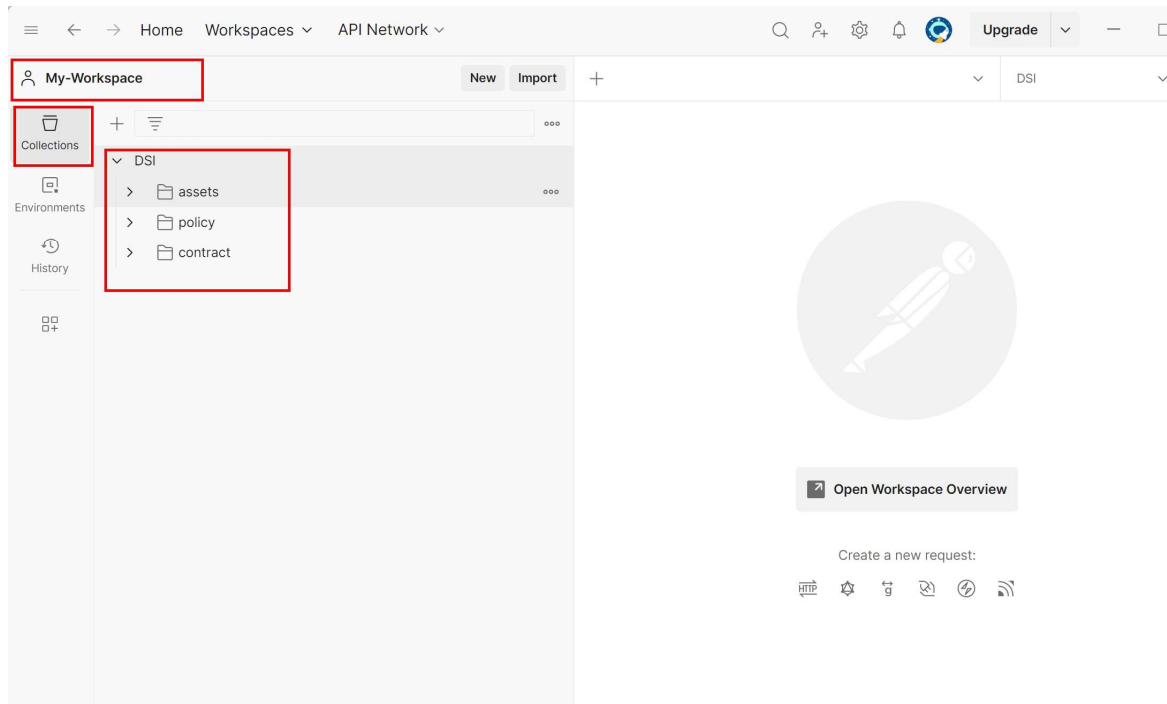 Home Workspaces API Network Upgrade
My-Workspace New Import DSI
Collections
DSI
assets
Environments
policy
History
contract
Open Workspace Overview
Create a new request:
HTTP g